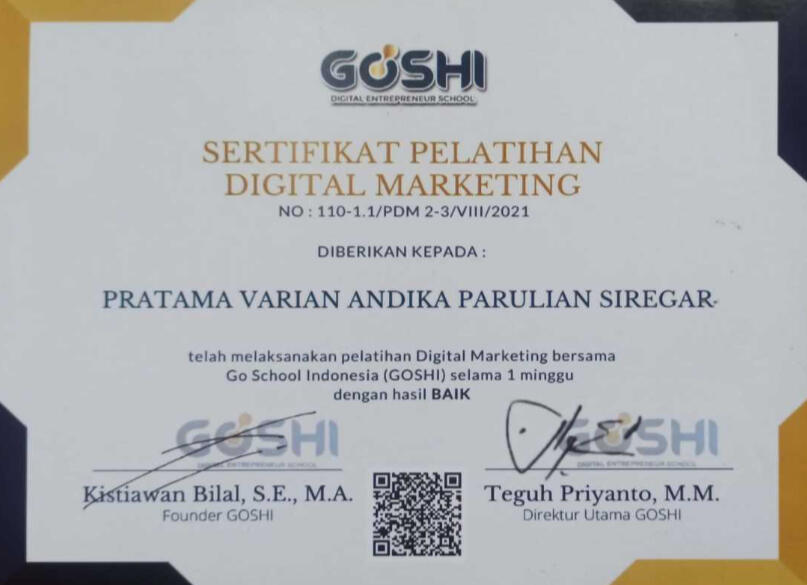 GOSHI
DIGITAL ENTREPRENEUR SCHOOL
SERTIFIKAT PELATIHAN
DIGITAL MARKETING
NO : 110-1.1/PDM 2-3/VIII/2021
DIBERIKAN KEPADA :
PRATAMA VARIAN ANDIKA PARULIAN SIREGAR
telah melaksanakan pelatihan Digital Marketing bersama
Go School Indonesia (GOSHI) selama 1 minggu
dengan hasil BAIK
GOSHI
DIGITAL ENTREPRENEUR SCHOOL
Kistiawan Bilal, S.E., M.A.
Founder GOSHI
GOSHI
DIGITAL ENTREPRENEUR SCHOOL
Teguh Priyanto, M.M.
Direktur Utama GOSHI